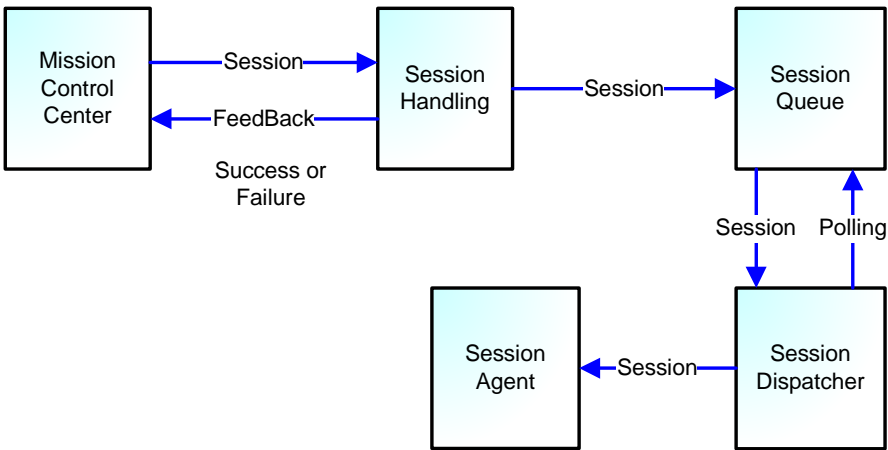 Mission
Control
Center
Session
FeedBack
Success or
Failure
Session
Handling
Session
Session
Queue
Session
Polling
Session
Agent
Session
Session
Dispatcher